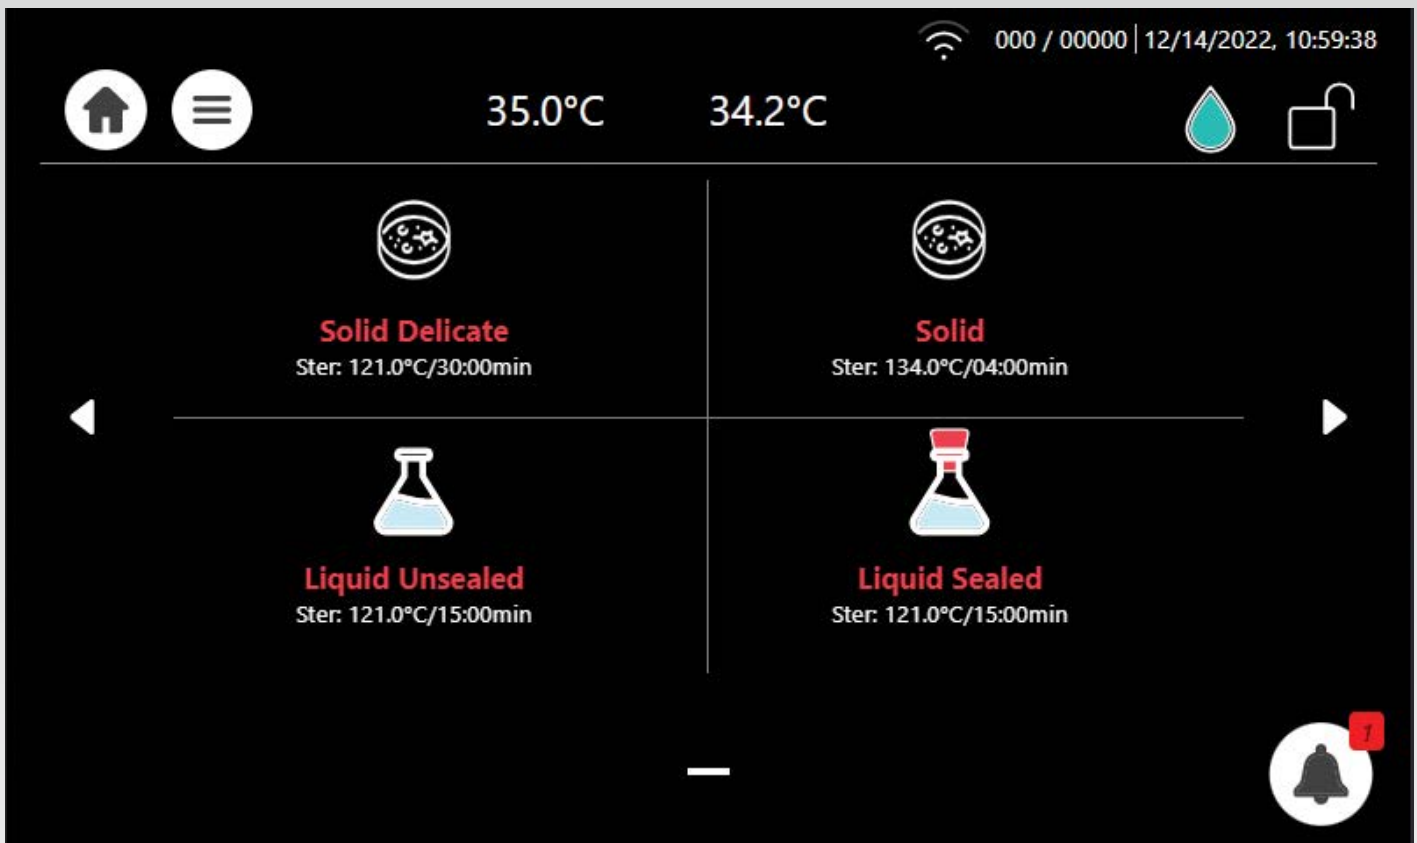 000 / 00000 | 12/14/2022, 10:59:38
35.0°C 34.2°C
Solid Delicate
Ster: 121.0°C/30:00min
Solid
Ster: 134.0°C/04:00min
Liquid Unsealed
Ster: 121.0°C/15:00min
Liquid Sealed
Ster: 121.0°C/15:00min
1